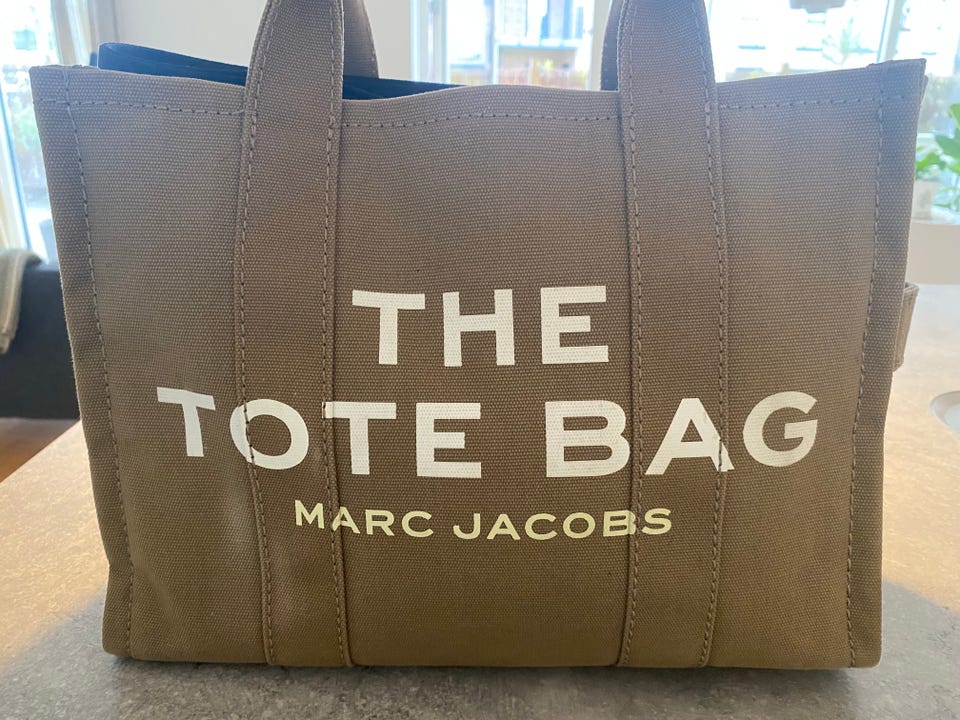 THE
TOTE BAG
MARC JACOBS